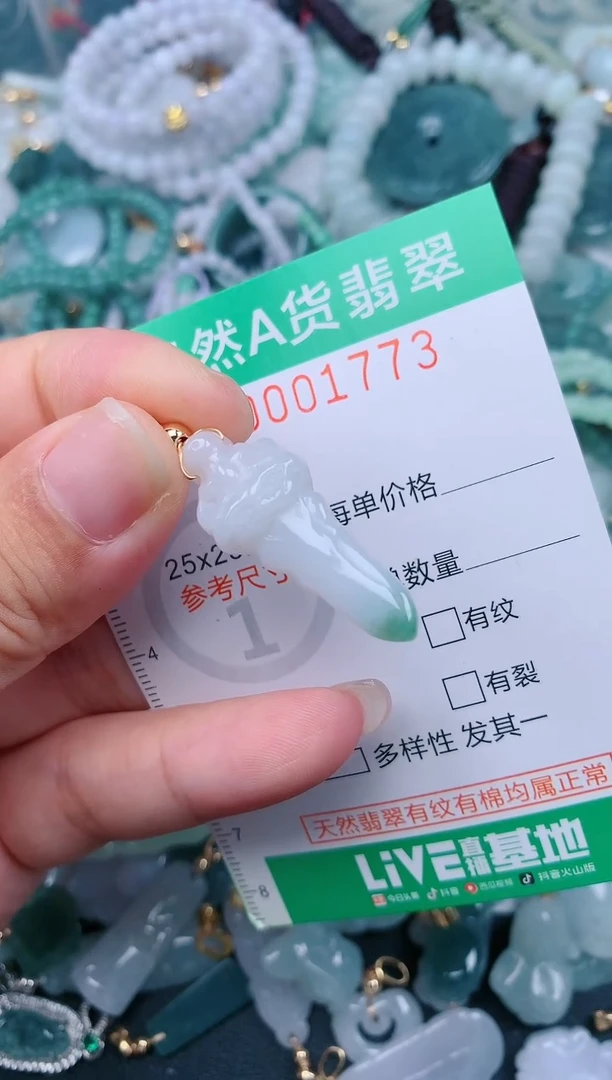 然A货翡翠
0001773
每单价格
数量
25x2
参考尺寸
1
有纹
4
有裂
多样性 发其一
天然翡翠有纹有棉均属正常
7
LiVE直播基地
8
今日头条 抖音 西瓜视频 抖音火山版